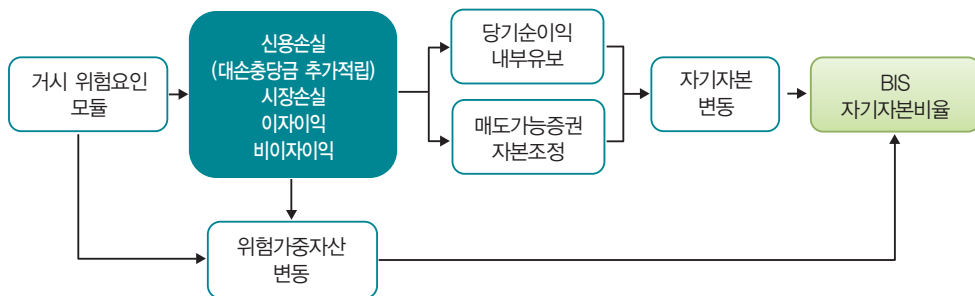 거시 위험요인
모듈
신용손실
(대손충당금 추가적립)
시장손실
이자이익
비이자이익
당기순이익
내부유보
매도가능증권
자본조정
자기자본
변동
BIS
자기자본비율
위험가중자산
변동